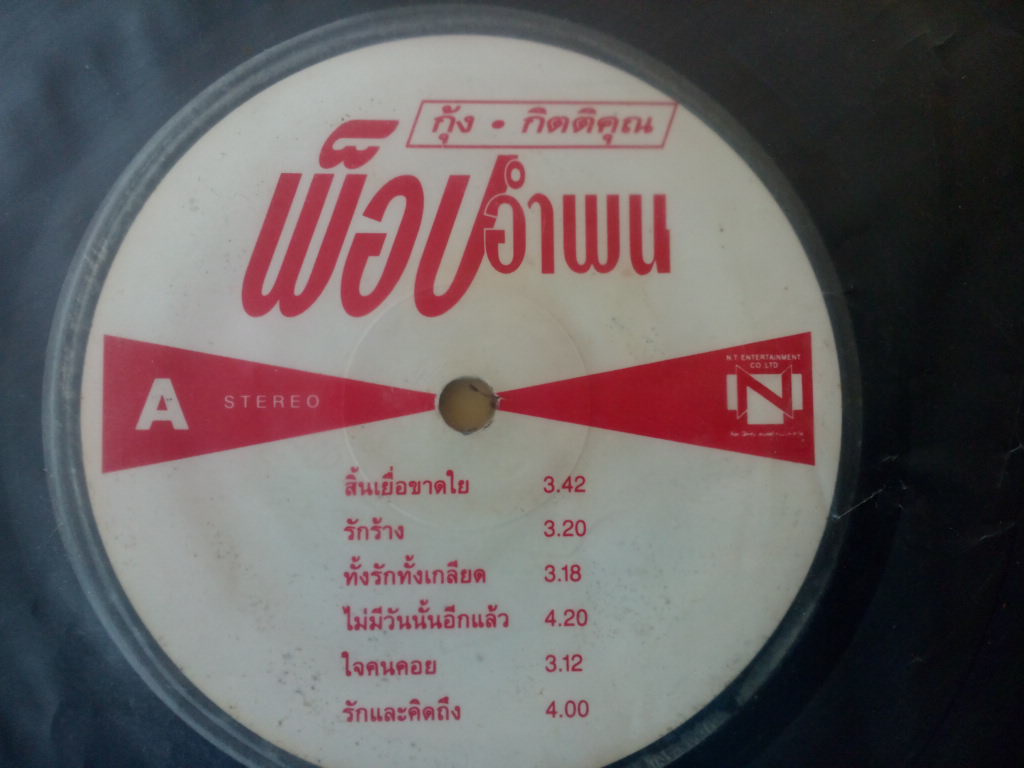 กุ้ง • กิตติคุณ
พ็อปอำพน
A STEREO
N.T. ENTERTAINMENT
CO LTD
N
สิ้นเยื่อขาดใย 3.42
รักร้าง 3.20
ทั้งรักทั้งเกลียด 3.18
ไม่มีวันนั้นอีกแล้ว 4.20
ใจคนคอย 3.12
รักและคิดถึง 4.00